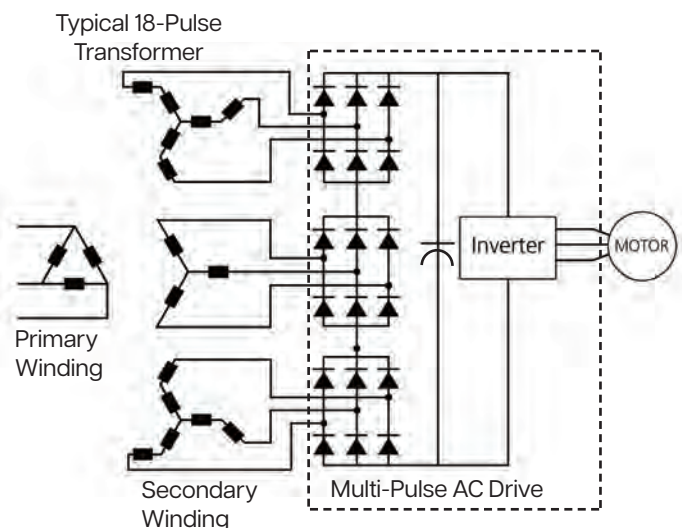 Typical 18-Pulse
Transformer
Primary
Winding
Inverter
MOTOR
Secondary
Winding
Multi-Pulse AC Drive